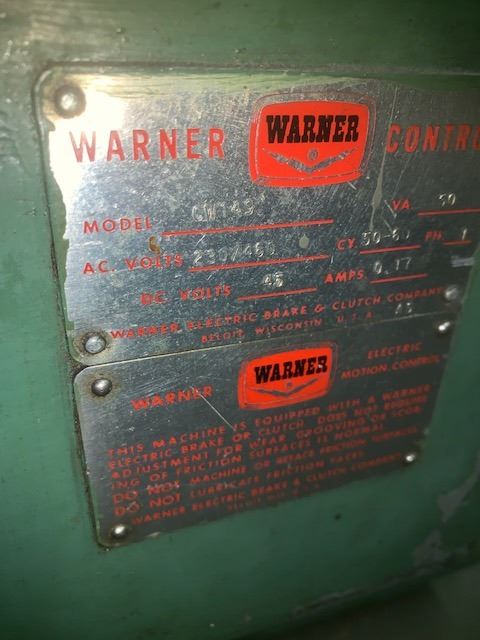 WARNER WARNER CONTRO
MODEL VA 50
AC. VOLTS 230/460 CY. 50-60 PH. 1
DC. VOLTS 45 AMPS 0.17
WARNER ELECTRIC BRAKE & CLUTCH COMPANY
BELOIT, WISCONSIN, U.S.A.
WARNER WARNER ELECTRIC
MOTION CONTROL
THIS MACHINE IS EQUIPPED WITH A WARNER
ELECTRIC BRAKE OR CLUTCH. DOES NOT REQUIRE
ADJUSTMENT FOR WEAR. GROOVING OR SCOR-
ING OF FRICTION SURFACES IS NORMAL.
DO NOT MACHINE OR REFACE FRICTION SURFACES.
DO NOT LUBRICATE FRICTION FACES.
WARNER ELECTRIC BRAKE & CLUTCH COMPANY